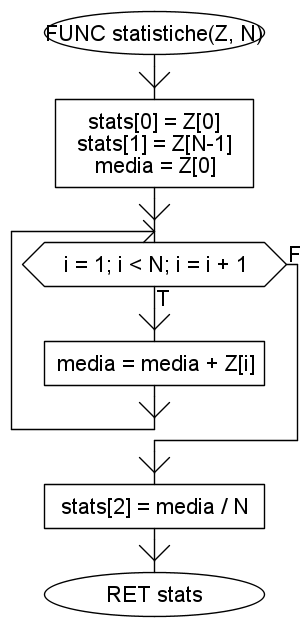 FUNC statistiche(Z, N)
stats[0] = Z[0]
stats[1] = Z[N-1]
media = Z[0]
i = 1; i < N; i = i + 1
F
T
media = media + Z[i]
stats[2] = media / N
RET stats